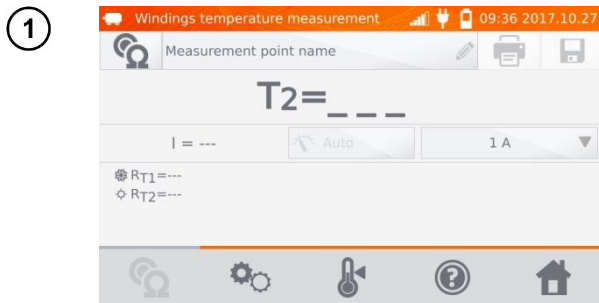 1
Windings temperature measurement 09:36 2017.10.27
Measurement point name
T2=_ _ _
I = --- Auto 1 A
RT1=---
RT2=---